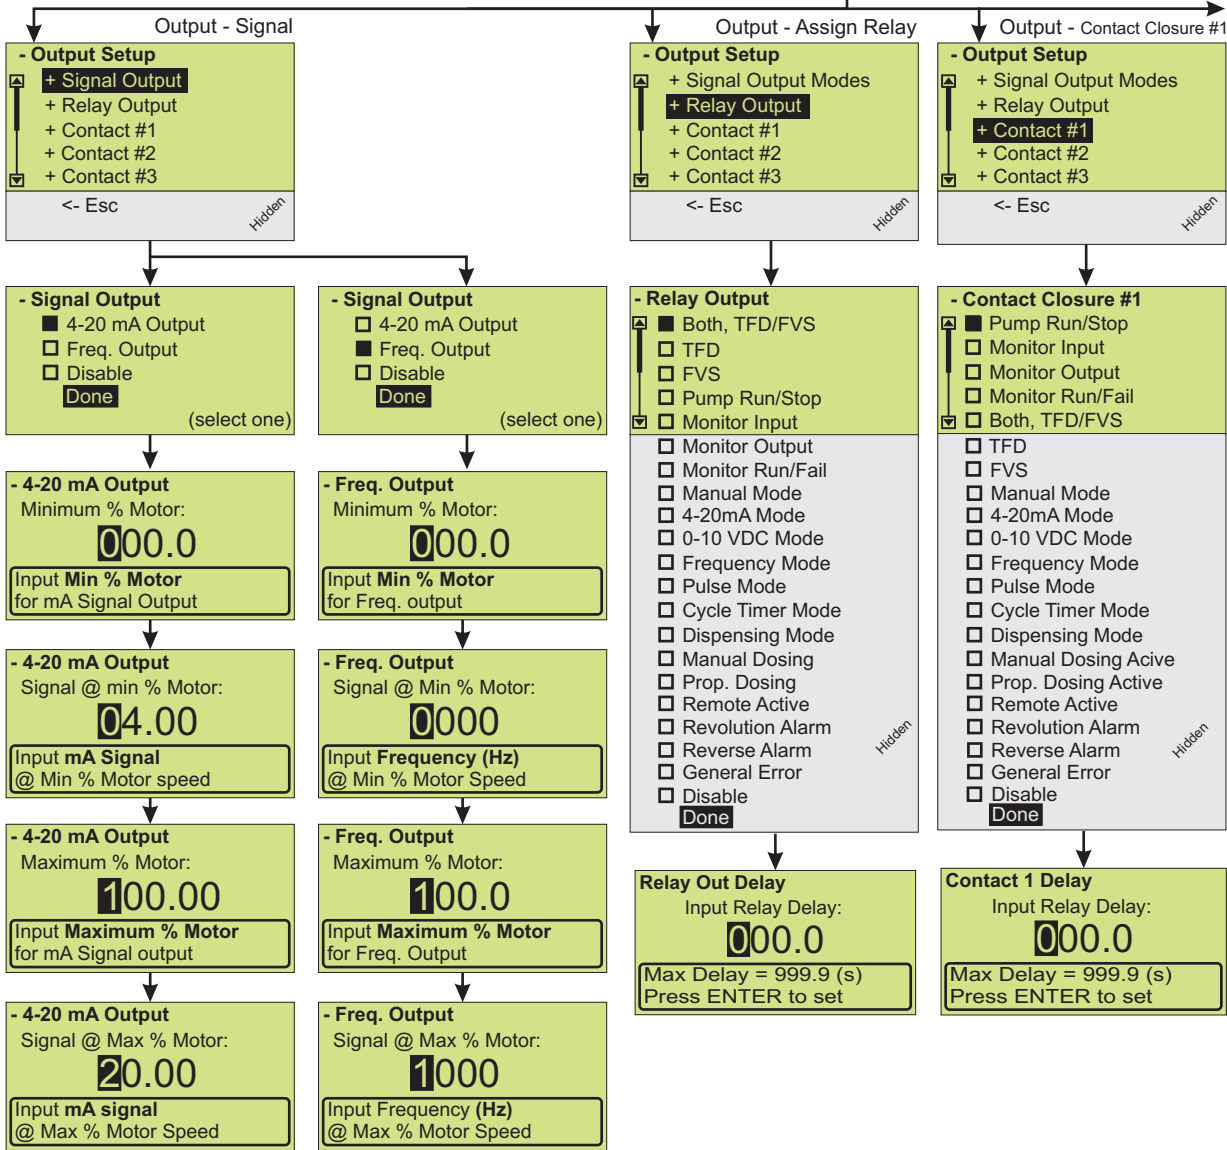 Output - Signal
- Output Setup
+ Signal Output
+ Relay Output
+ Contact #1
+ Contact #2
+ Contact #3
<- Esc
Hidden
- Signal Output
4-20 mA Output
Freq. Output
Disable
Done
(select one)
- 4-20 mA Output
Minimum % Motor:
000.0
Input Min % Motor
for mA Signal Output
- 4-20 mA Output
Signal @ min % Motor:
04.00
Input mA Signal
@ Min % Motor speed
- 4-20 mA Output
Maximum % Motor:
100.00
Input Maximum % Motor
for mA Signal output
- 4-20 mA Output
Signal @ Max % Motor:
20.00
Input mA signal
@ Max % Motor Speed
- Signal Output
4-20 mA Output
Freq. Output
Disable
Done
(select one)
- Freq. Output
Minimum % Motor:
000.0
Input Min % Motor
for Freq. output
- Freq. Output
Signal @ Min % Motor:
0000
Input Frequency (Hz)
@ Min % Motor Speed
- Freq. Output
Maximum % Motor:
100.0
Input Maximum % Motor
for Freq. Output
- Freq. Output
Signal @ Max % Motor:
1000
Input Frequency (Hz)
@ Max % Motor Speed
Output - Assign Relay
- Output Setup
+ Signal Output Modes
+ Relay Output
+ Contact #1
+ Contact #2
+ Contact #3
<- Esc
Hidden
- Relay Output
Both, TFD/FVS
TFD
FVS
Pump Run/Stop
Monitor Input
Monitor Output
Monitor Run/Fail
Manual Mode
4-20mA Mode
0-10 VDC Mode
Frequency Mode
Pulse Mode
Cycle Timer Mode
Dispensing Mode
Manual Dosing
Prop. Dosing
Remote Active
Revolution Alarm
Reverse Alarm
General Error
Disable
Done
Hidden
Relay Out Delay
Input Relay Delay:
000.0
Max Delay = 999.9 (s)
Press ENTER to set
Output - Contact Closure #1
- Output Setup
+ Signal Output Modes
+ Relay Output
+ Contact #1
+ Contact #2
+ Contact #3
<- Esc
Hidden
- Contact Closure #1
Pump Run/Stop
Monitor Input
Monitor Output
Monitor Run/Fail
Both, TFD/FVS
TFD
FVS
Manual Mode
4-20mA Mode
0-10 VDC Mode
Frequency Mode
Pulse Mode
Cycle Timer Mode
Dispensing Mode
Manual Dosing Acive
Prop. Dosing Active
Remote Active
Revolution Alarm
Reverse Alarm
General Error
Disable
Done
Hidden
Contact 1 Delay
Input Relay Delay:
000.0
Max Delay = 999.9 (s)
Press ENTER to set